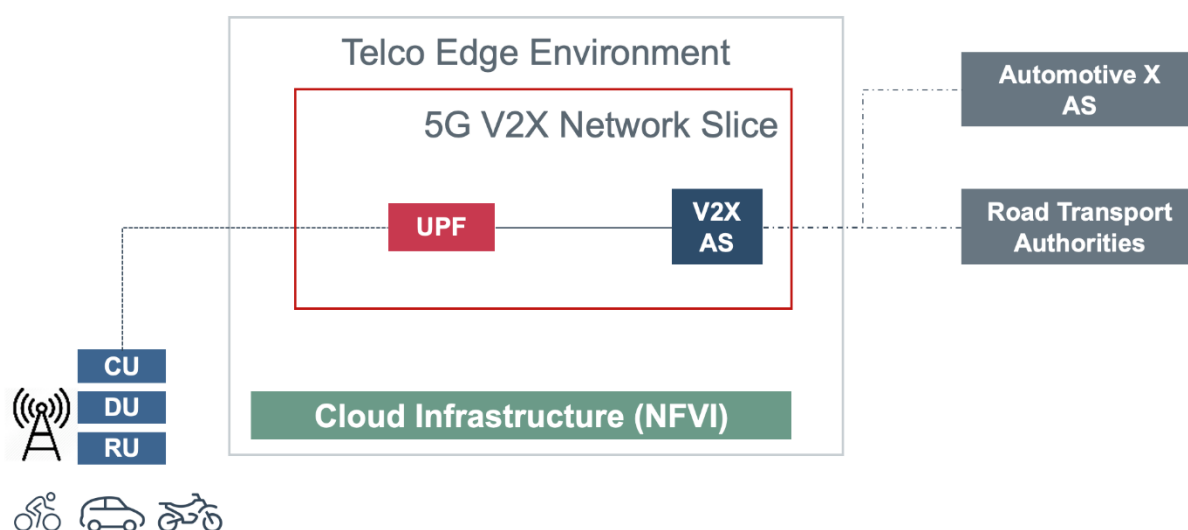 Telco Edge Environment
5G V2X Network Slice
UPF
V2X
AS
Automotive X
AS
Road Transport
Authorities
CU
DU
RU
Cloud Infrastructure (NFVI)